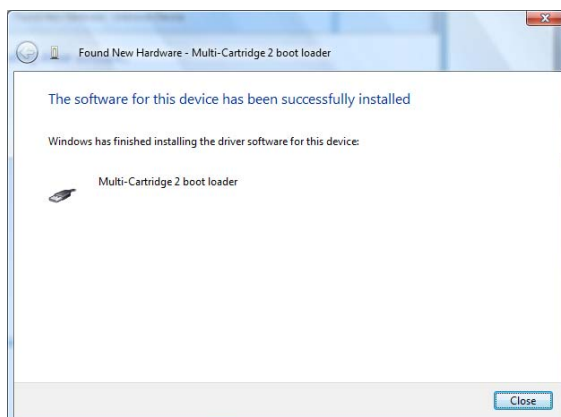 Found New Hardware - Multi-Cartridge 2 boot loader
The software for this device has been successfully installed
Windows has finished installing the driver software for this device:
Multi-Cartridge 2 boot loader
Close